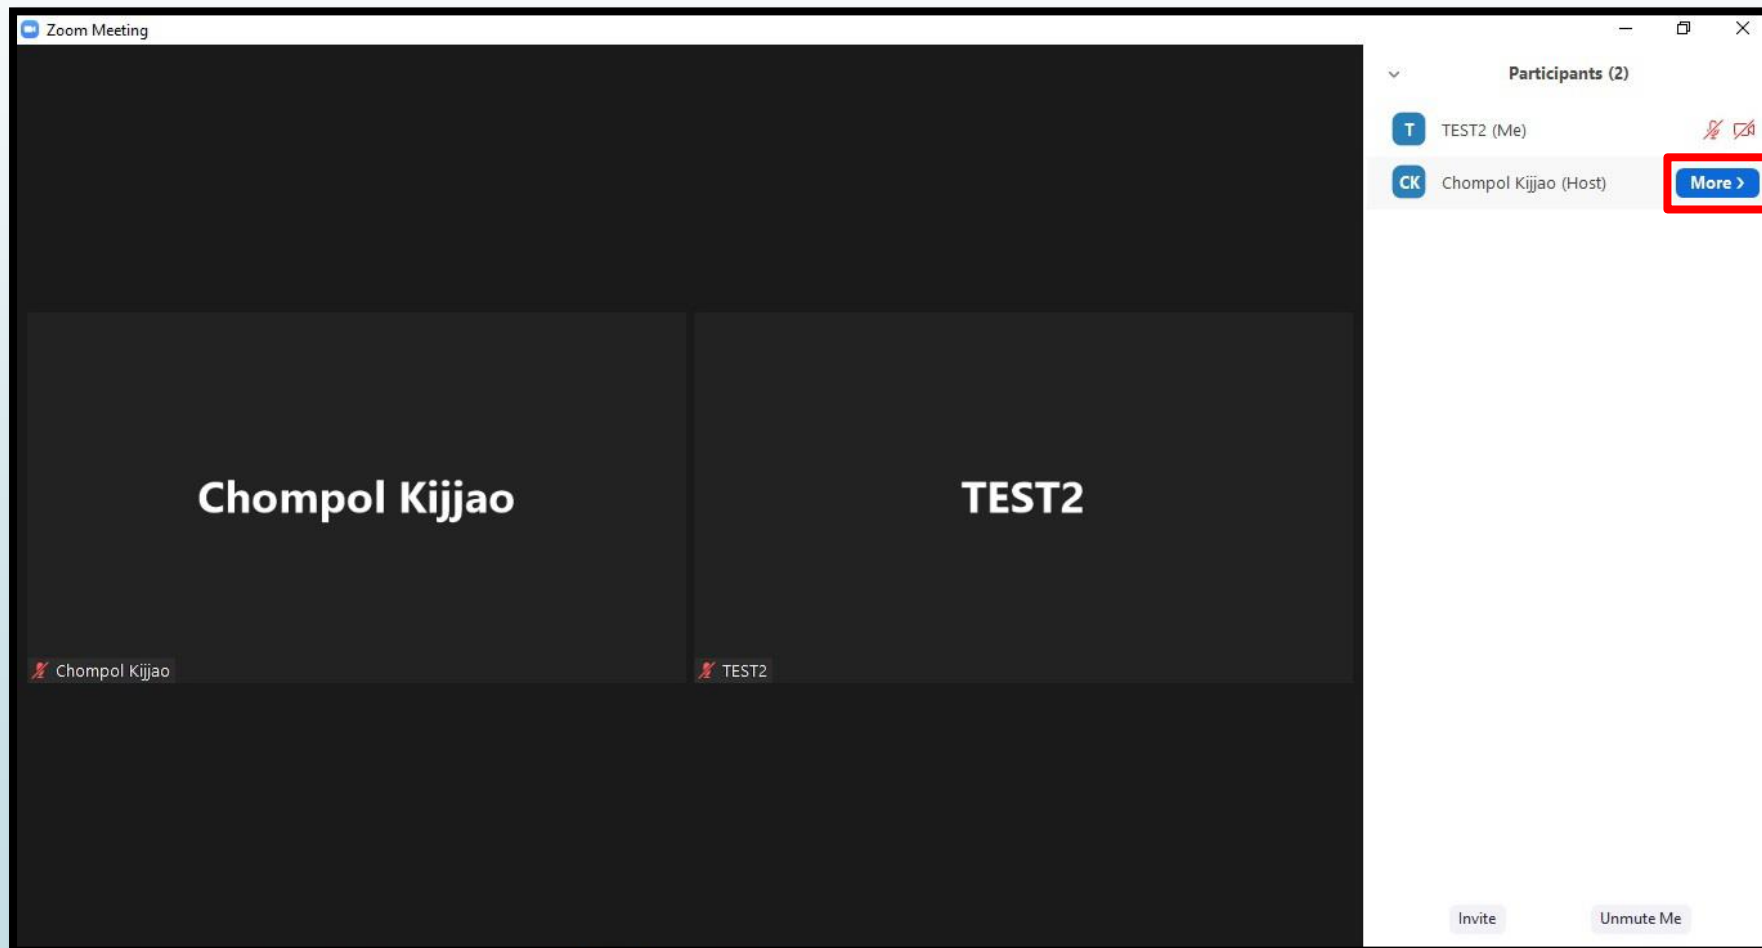 Zoom Meeting
Participants (2)
T TEST2 (Me)
CK Chompol Kijjao (Host) More >
Chompol Kijjao
TEST2
Chompol Kijjao
TEST2
Invite
Unmute Me